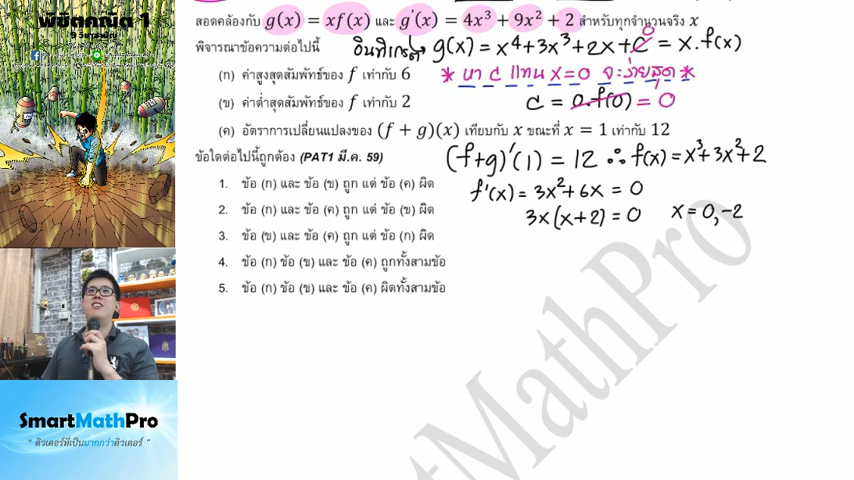 พิชิตคณิต 1
9 วิชาสามัญ
สอดคล้องกับ g(x) = xf(x) และ g′(x) = 4x³ + 9x² + 2 สำหรับทุกจำนวนจริง x
พิจารณาข้อความต่อไปนี้
อินทิเกรต → g(x) = x⁴+3x³+2x+c⁰ = x·f(x)
(ก) ค่าสูงสุดสัมพัทธ์ของ f เท่ากับ 6
* หา c แทน x=0 จะง่ายสุด *
(ข) ค่าต่ำสุดสัมพัทธ์ของ f เท่ากับ 2
c = 0·f(0) = 0
(ค) อัตราการเปลี่ยนแปลงของ (f + g)(x) เทียบกับ x ขณะที่ x = 1 เท่ากับ 12
ข้อใดต่อไปนี้ถูกต้อง (PAT1 มี.ค. 59)
(f+g)′(1) = 12 ∴ f(x) = x³+3x²+2
1. ข้อ (ก) และ ข้อ (ข) ถูก แต่ ข้อ (ค) ผิด
f′(x) = 3x²+6x = 0
2. ข้อ (ก) และ ข้อ (ค) ถูก แต่ ข้อ (ข) ผิด
3x(x+2) = 0 x = 0,-2
3. ข้อ (ข) และ ข้อ (ค) ถูก แต่ ข้อ (ก) ผิด
4. ข้อ (ก) ข้อ (ข) และ ข้อ (ค) ถูกทั้งสามข้อ
5. ข้อ (ก) ข้อ (ข) และ ข้อ (ค) ผิดทั้งสามข้อ
SmartMathPro
“ ติวเตอร์ที่เป็นมากกว่าติวเตอร์ ”
tMathPro